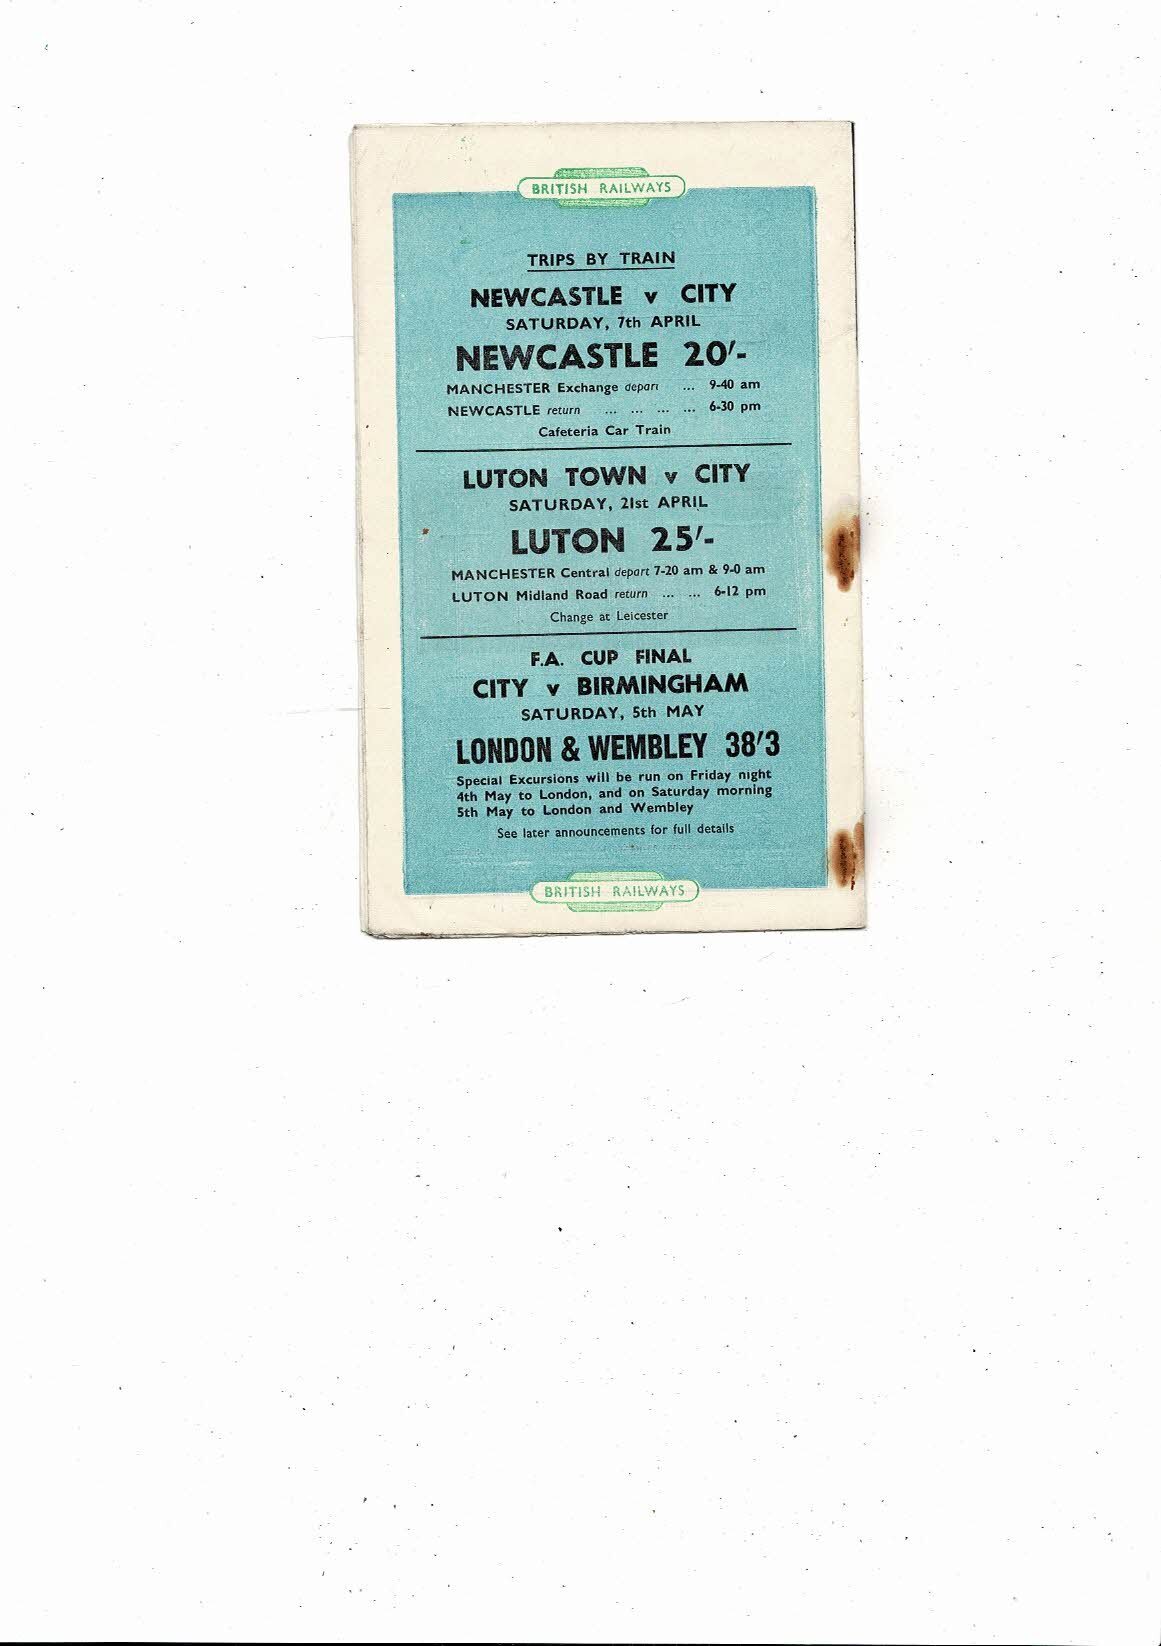 BRITISH RAILWAYS
TRIPS BY TRAIN
NEWCASTLE v CITY
SATURDAY, 7th APRIL
NEWCASTLE 20'-
MANCHESTER Exchange depart ... 9-40 am
NEWCASTLE return ... ... ... ... 6-30 pm
Cafeteria Car Train
LUTON TOWN v CITY
SATURDAY, 21st APRIL
LUTON 25'-
MANCHESTER Central depart 7-20 am & 9-0 am
LUTON Midland Road return ... ... 6-12 pm
Change at Leicester
F.A. CUP FINAL
CITY v BIRMINGHAM
SATURDAY, 5th MAY
LONDON & WEMBLEY 38'3
Special Excursions will be run on Friday night
4th May to London, and on Saturday morning
5th May to London and Wembley
See later announcements for full details
BRITISH RAILWAYS